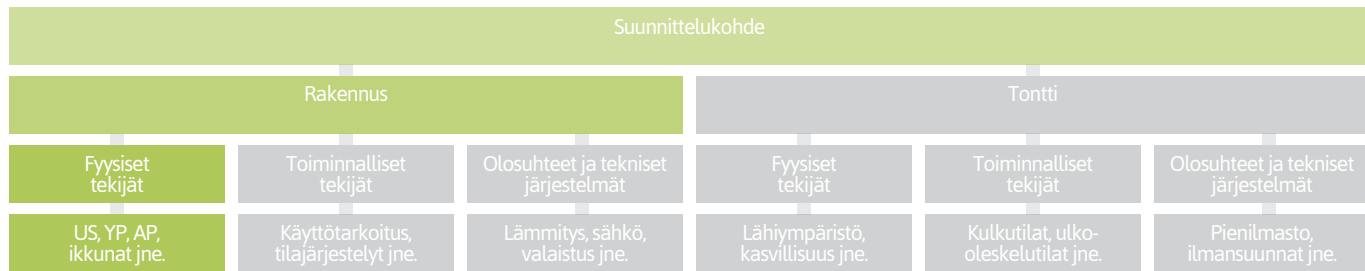 Suunnittelukohde
Rakennus
Tontti
Fyysiset
tekijät
Toiminnalliset
tekijät
Olosuhteet ja tekniset
järjestelmät
Fyysiset
tekijät
Toiminnalliset
tekijät
Olosuhteet ja tekniset
järjestelmät
US, YP, AP,
ikkunat jne.
Käyttötarkoitus,
tilajärjestelyt jne.
Lämmitys, sähkö,
valaistus jne.
Lähiympäristö,
kasvillisuus jne.
Kulkutilat, ulko-
oleskelutilat jne.
Pienilmasto,
ilmansuunnat jne.